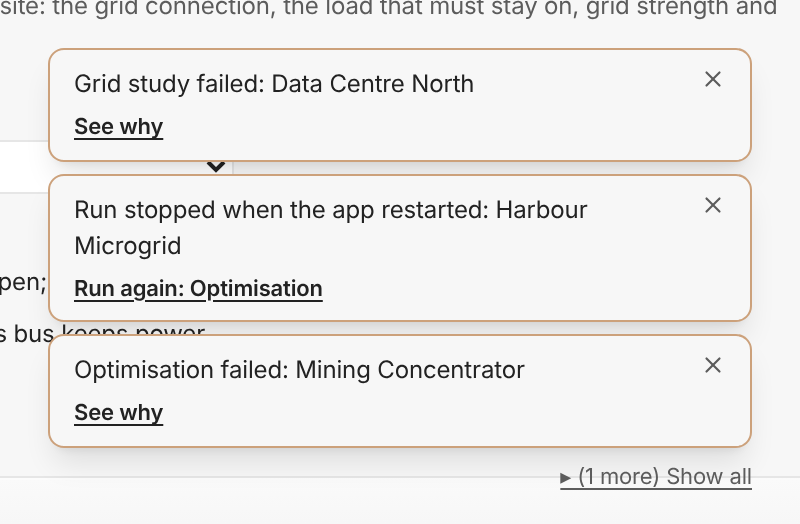 site: the grid connection, the load that must stay on, grid strength and
Grid study failed: Data Centre North
See why
Run stopped when the app restarted: Harbour
Microgrid
pen;
Run again: Optimisation
s bus keeps power
Optimisation failed: Mining Concentrator
See why
▸ (1 more) Show all